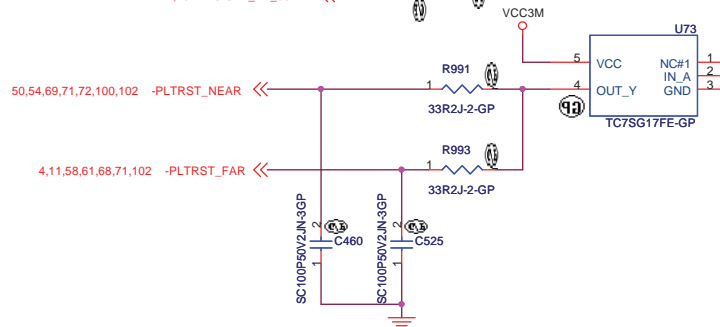 VCC3M
U73
5 VCC NC#1 1
IN_A 2
4 OUT_Y GND 3
TC7SG17FE-GP
R991
50,54,69,71,72,100,102 -PLTRST_NEAR 1
33R2J-2-GP
R993
4,11,58,61,68,71,102 -PLTRST_FAR 1
33R2J-2-GP
SC100P50V2JN-3GP
2
C460
1
SC100P50V2JN-3GP
2
C525
1